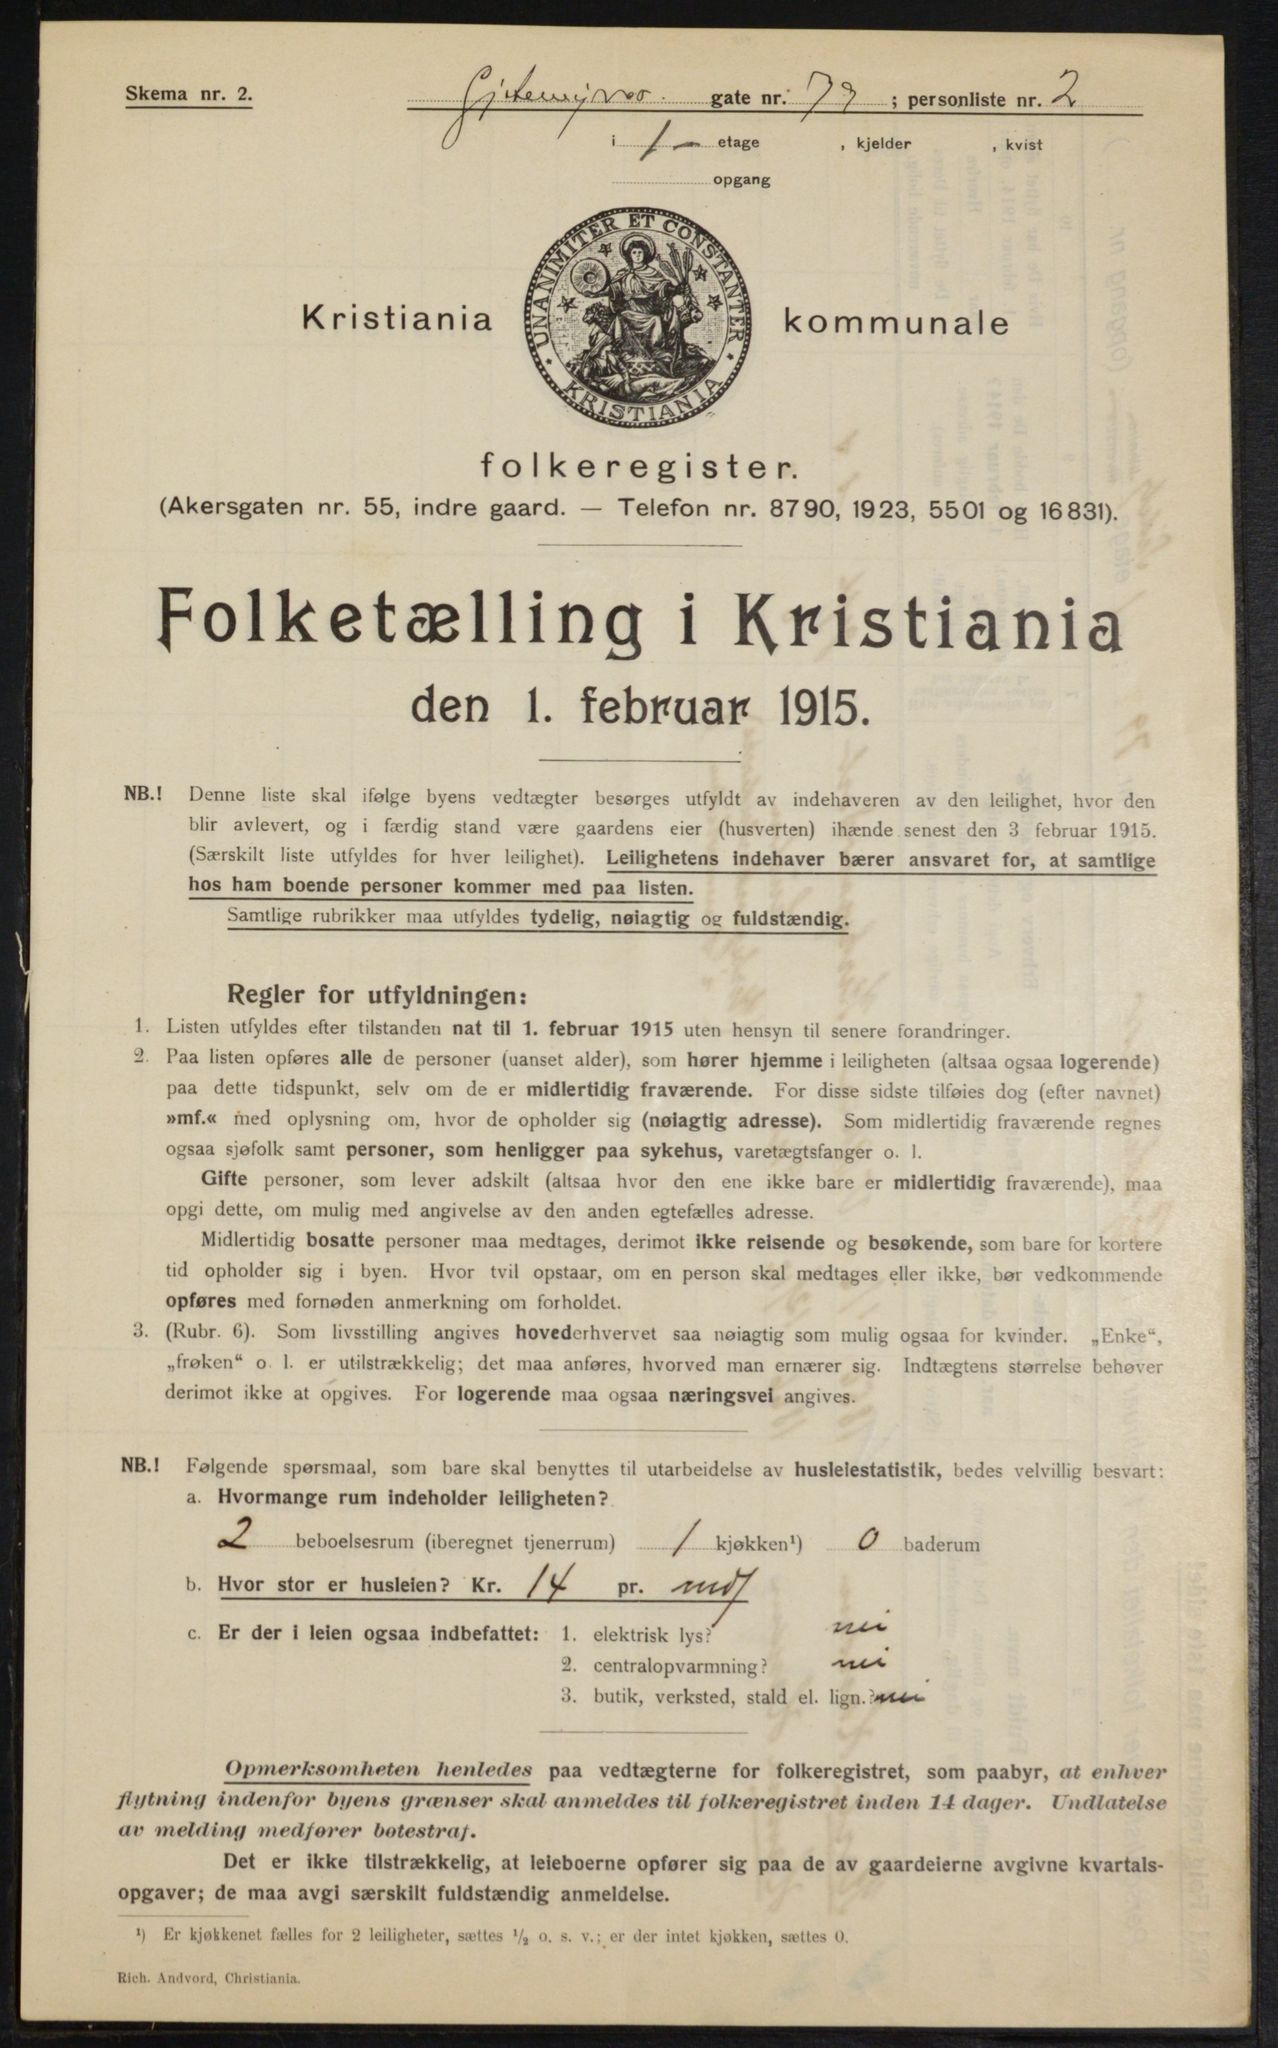 Skema nr. 2.
gate nr. 79; personliste nr. 2
i 1 - etage , kjelder , kvist
opgang
UNANIMITER ET CONSTANTER
KRISTIANIA
Kristiania kommunale
folkeregister.
(Akersgaten nr. 55, indre gaard. — Telefon nr. 8790, 1923, 5501 og 16831).
Folketælling i Kristiania
den 1. februar 1915.
NB.! Denne liste skal ifølge byens vedtægter besørges utfyldt av indehaveren av den leilighet, hvor den
blir avlevert, og i færdig stand være gaardens eier (husverten) ihænde senest den 3 februar 1915.
(Særskilt liste utfyldes for hver leilighet). Leilighetens indehaver bærer ansvaret for, at samtlige
hos ham boende personer kommer med paa listen.
Samtlige rubrikker maa utfyldes tydelig, nøiagtig og fuldstændig.
Regler for utfyldningen:
1. Listen utfyldes efter tilstanden nat til 1. februar 1915 uten hensyn til senere forandringer.
2. Paa listen opføres alle de personer (uanset alder), som hører hjemme i leiligheten (altsaa ogsaa logerende)
paa dette tidspunkt, selv om de er midlertidig fraværende. For disse sidste tilføies dog (efter navnet)
»mf.« med oplysning om, hvor de opholder sig (nøiagtig adresse). Som midlertidig fraværende regnes
ogsaa sjøfolk samt personer, som henligger paa sykehus, varetægtsfanger o. l.
Gifte personer, som lever adskilt (altsaa hvor den ene ikke bare er midlertidig fraværende), maa
opgi dette, om mulig med angivelse av den anden egtefælles adresse.
Midlertidig bosatte personer maa medtages, derimot ikke reisende og besøkende, som bare for kortere
tid opholder sig i byen. Hvor tvil opstaar, om en person skal medtages eller ikke, bør vedkommende
opføres med fornøden anmerkning om forholdet.
3. (Rubr. 6). Som livsstilling angives hovederhvervet saa nøiagtig som mulig ogsaa for kvinder. „Enke“,
„frøken“ o. l. er utilstrækkelig; det maa anføres, hvorved man ernærer sig. Indtægtens størrelse behøver
derimot ikke at opgives. For logerende maa ogsaa næringsvei angives.
NB.! Følgende spørsmaal, som bare skal benyttes til utarbeidelse av husleiestatistik, bedes velvillig besvart:
a. Hvormange rum indeholder leiligheten?
2 beboelsesrum (iberegnet tjenerrum) 1 kjøkken¹) 0 baderum
b. Hvor stor er husleien? Kr. 14 pr. md
c. Er der i leien ogsaa indbefattet: 1. elektrisk lys? nei
2. centralopvarmning? nei
3. butik, verksted, stald el. lign.? nei
Opmerksomheten henledes paa vedtægterne for folkeregistret, som paabyr, at enhver
flytning indenfor byens grænser skal anmeldes til folkeregistret inden 14 dager. Undlatelse
av melding medfører botestraf.
Det er ikke tilstrækkelig, at leieboerne opfører sig paa de av gaardeierne avgivne kvartals-
opgaver; de maa avgi særskilt fuldstændig anmeldelse.
¹) Er kjøkkenet fælles for 2 leiligheter, sættes ½ o. s. v.; er der intet kjøkken, sættes 0.
Rich. Andvord, Christiania.